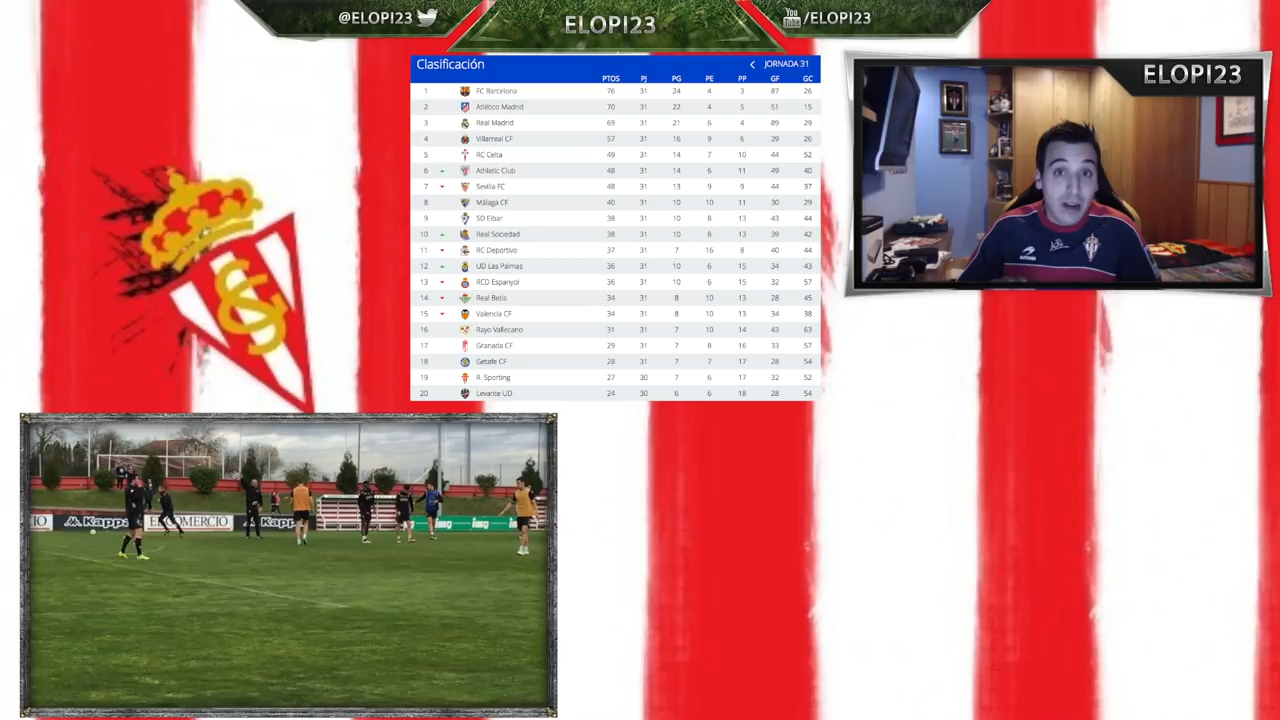 @ELOPI23
ELOPI23
You Tube /ELOPI23
ELOPI23
Clasificación < JORNADA 31
PTOS PJ PG PE PP GF GC
1 FC Barcelona 76 31 24 4 3 87 26
2 Atlético Madrid 70 31 22 4 5 51 15
3 Real Madrid 69 31 21 6 4 89 29
4 Villarreal CF 57 31 16 9 6 39 26
5 RC Celta 49 31 14 7 10 44 52
6 Athletic Club 48 31 14 6 11 49 40
7 Sevilla FC 48 31 13 9 9 44 37
8 Málaga CF 40 31 10 10 11 30 29
9 SD Eibar 38 31 10 8 13 43 44
10 Real Sociedad 38 31 10 8 13 39 42
11 RC Deportivo 37 31 7 16 8 40 44
12 UD Las Palmas 36 31 10 6 15 34 43
13 RCD Espanyol 36 31 10 6 15 32 57
14 Real Betis 34 31 8 10 13 28 45
15 Valencia CF 34 31 8 10 13 34 38
16 Rayo Vallecano 31 31 7 10 14 43 63
17 Granada CF 29 31 7 8 16 33 57
18 Getafe CF 28 31 7 7 17 28 54
19 R. Sporting 27 30 7 6 17 32 52
20 Levante UD 24 30 6 6 18 28 54
Kappa
EL COMERCIO
Kappa
img
img